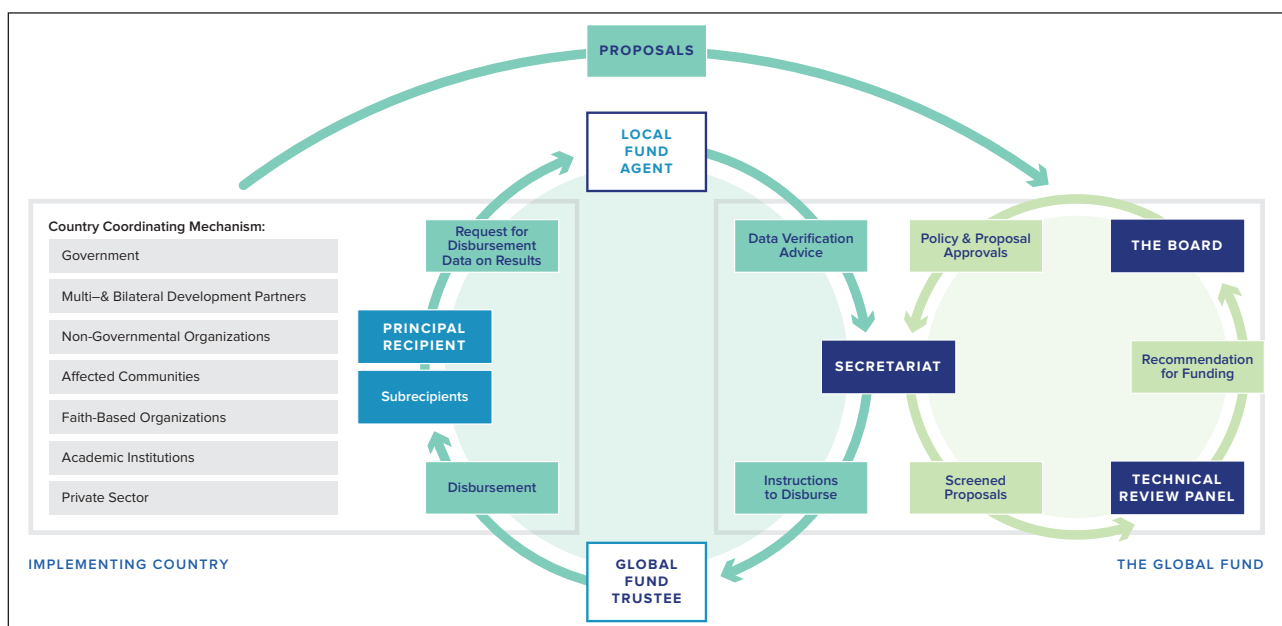 PROPOSALS
LOCAL
FUND
AGENT
Country Coordinating Mechanism:
Government
Multi–& Bilateral Development Partners
Non-Governmental Organizations
Affected Communities
Faith-Based Organizations
Academic Institutions
Private Sector
Request for
Disbursement
Data on Results
PRINCIPAL
RECIPIENT
Subrecipients
Disbursement
Data Verification
Advice
Policy & Proposal
Approvals
THE BOARD
SECRETARIAT
Recommendation
for Funding
Instructions
to Disburse
Screened
Proposals
TECHNICAL
REVIEW PANEL
IMPLEMENTING COUNTRY
GLOBAL
FUND
TRUSTEE
THE GLOBAL FUND